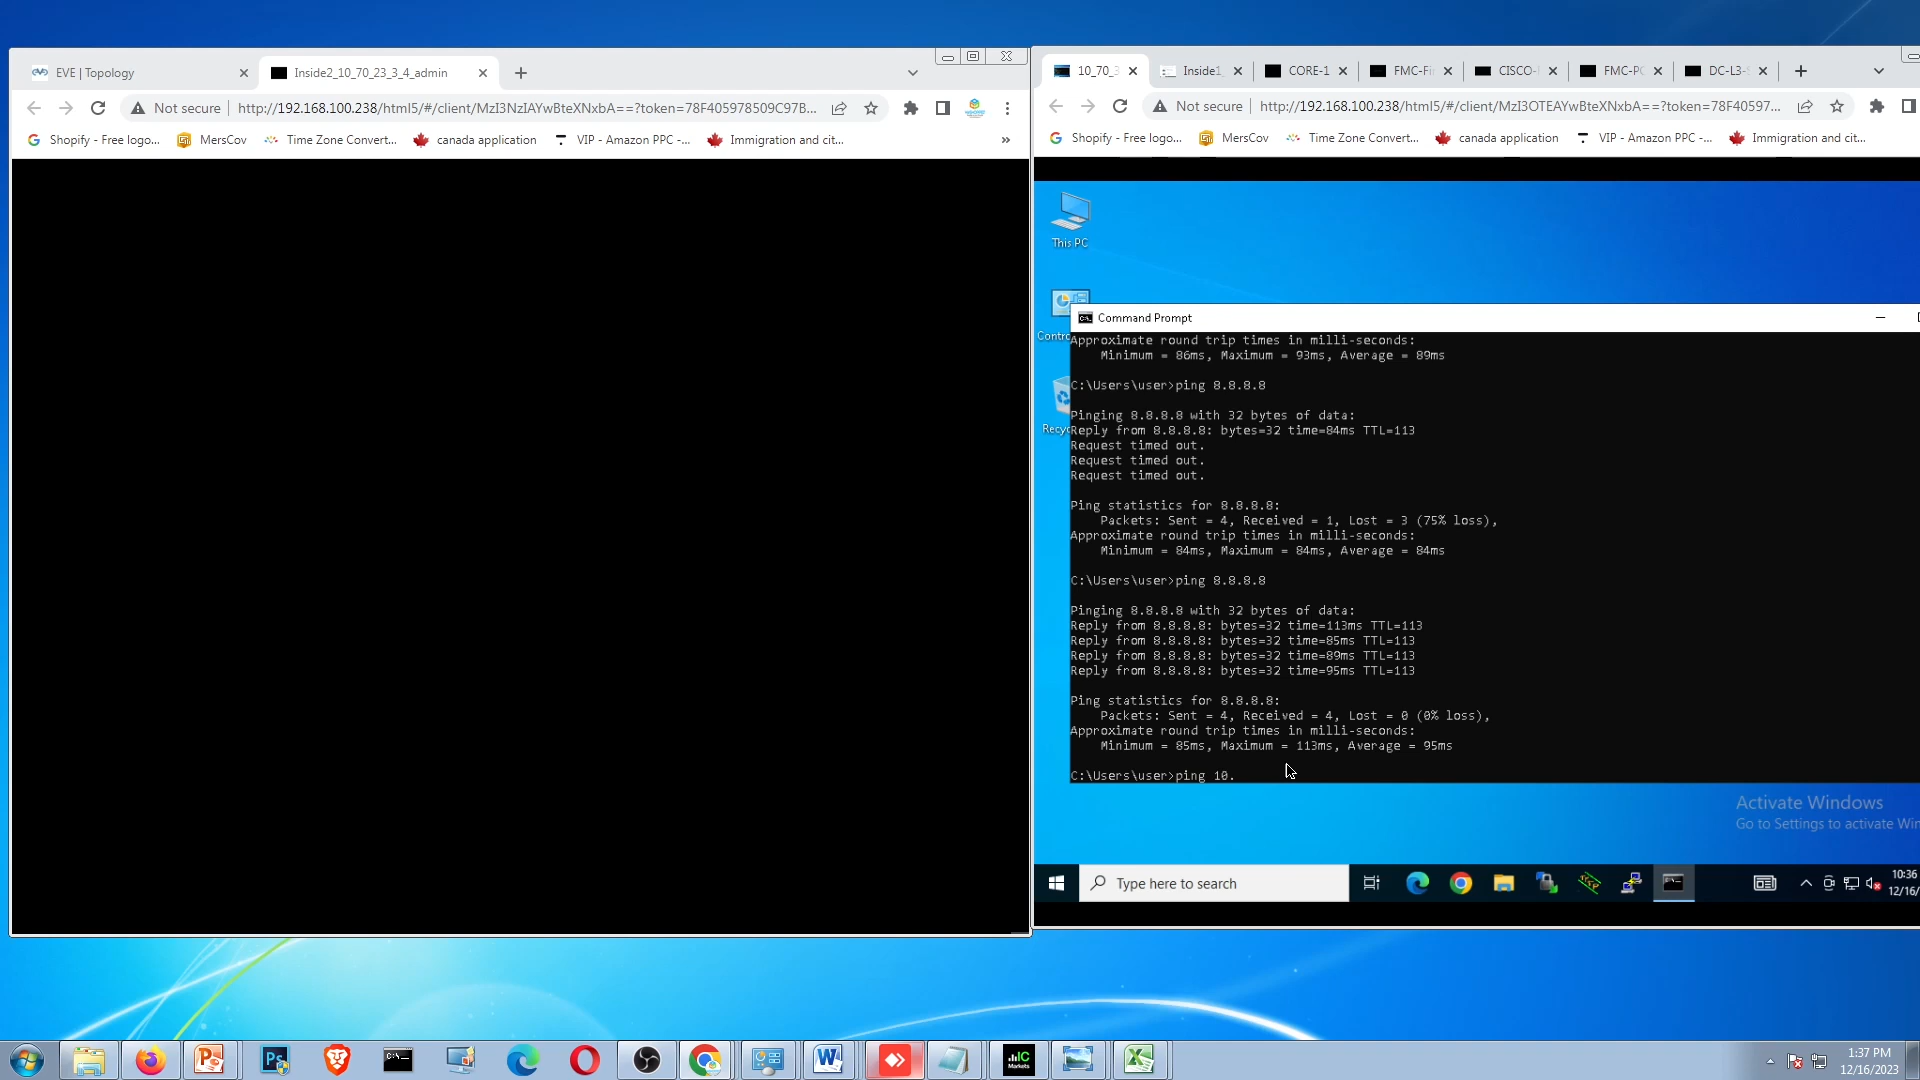 EVE | Topology
Inside2_10_70_23_3_4_admin
Not secure
http://192.168.100.238/html5/#/client/MzI3NzIAYwBteXNxbA==?token=78F405978509C97B...
Shopify - Free logo...
MersCov
Time Zone Convert...
canada application
VIP - Amazon PPC -...
Immigration and cit...
»
10_70_3
Inside1_
CORE-1
FMC-Fi
CISCO-
FMC-PC
DC-L3-
Not secure
http://192.168.100.238/html5/#/client/MzI3OTEAYwBteXNxbA==?token=78F40597...
Shopify - Free logo...
MersCov
Time Zone Convert...
canada application
VIP - Amazon PPC -...
Immigration and cit...
This PC
Contro
Recyc
Command Prompt
Approximate round trip times in milli-seconds:
Minimum = 86ms, Maximum = 93ms, Average = 89ms
C:\Users\user>ping 8.8.8.8
Pinging 8.8.8.8 with 32 bytes of data:
Reply from 8.8.8.8: bytes=32 time=84ms TTL=113
Request timed out.
Request timed out.
Request timed out.
Ping statistics for 8.8.8.8:
Packets: Sent = 4, Received = 1, Lost = 3 (75% loss),
Approximate round trip times in milli-seconds:
Minimum = 84ms, Maximum = 84ms, Average = 84ms
C:\Users\user>ping 8.8.8.8
Pinging 8.8.8.8 with 32 bytes of data:
Reply from 8.8.8.8: bytes=32 time=113ms TTL=113
Reply from 8.8.8.8: bytes=32 time=85ms TTL=113
Reply from 8.8.8.8: bytes=32 time=89ms TTL=113
Reply from 8.8.8.8: bytes=32 time=95ms TTL=113
Ping statistics for 8.8.8.8:
Packets: Sent = 4, Received = 4, Lost = 0 (0% loss),
Approximate round trip times in milli-seconds:
Minimum = 85ms, Maximum = 113ms, Average = 95ms
C:\Users\user>ping 10.
Activate Windows
Go to Settings to activate Win
Type here to search
10:36
12/16/
Ps
IC
Markets
1:37 PM
12/16/2023